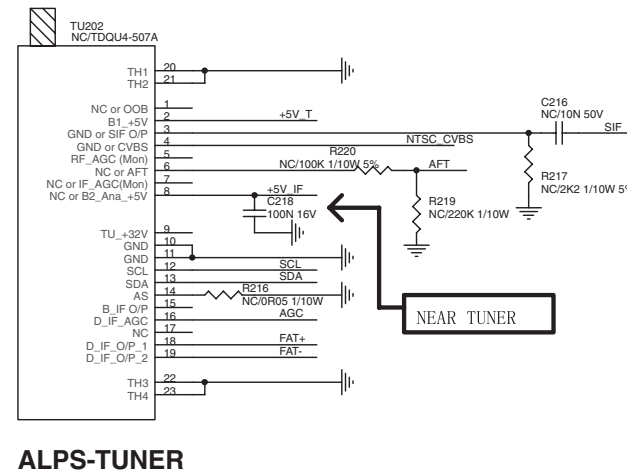 TU202
NC/TDQU4-507A
TH1 20
TH2 21
NC or OOB 1
B1_+5V 2 +5V_T
GND or SIF O/P 3
GND or CVBS 4 NTSC_CVBS
RF_AGC (Mon) 5
NC or AFT 6
NC or IF_AGC(Mon) 7
NC or B2_Ana_+5V 8 +5V_IF
C216
NC/10N 50V
SIF
R220
NC/100K 1/10W 5%
AFT
R217
NC/2K2 1/10W 5%
R219
NC/220K 1/10W
C218
100N 16V
TU_+32V 9
GND 10
GND 11
SCL 12 SCL
SDA 13 SDA
AS 14
R216
NC/0R05 1/10W
B_IF O/P 15
D_IF_AGC 16 AGC
NC 17
D_IF_O/P_1 18 FAT+
D_IF_O/P_2 19 FAT-
TH3 22
TH4 23
NEAR TUNER
ALPS-TUNER